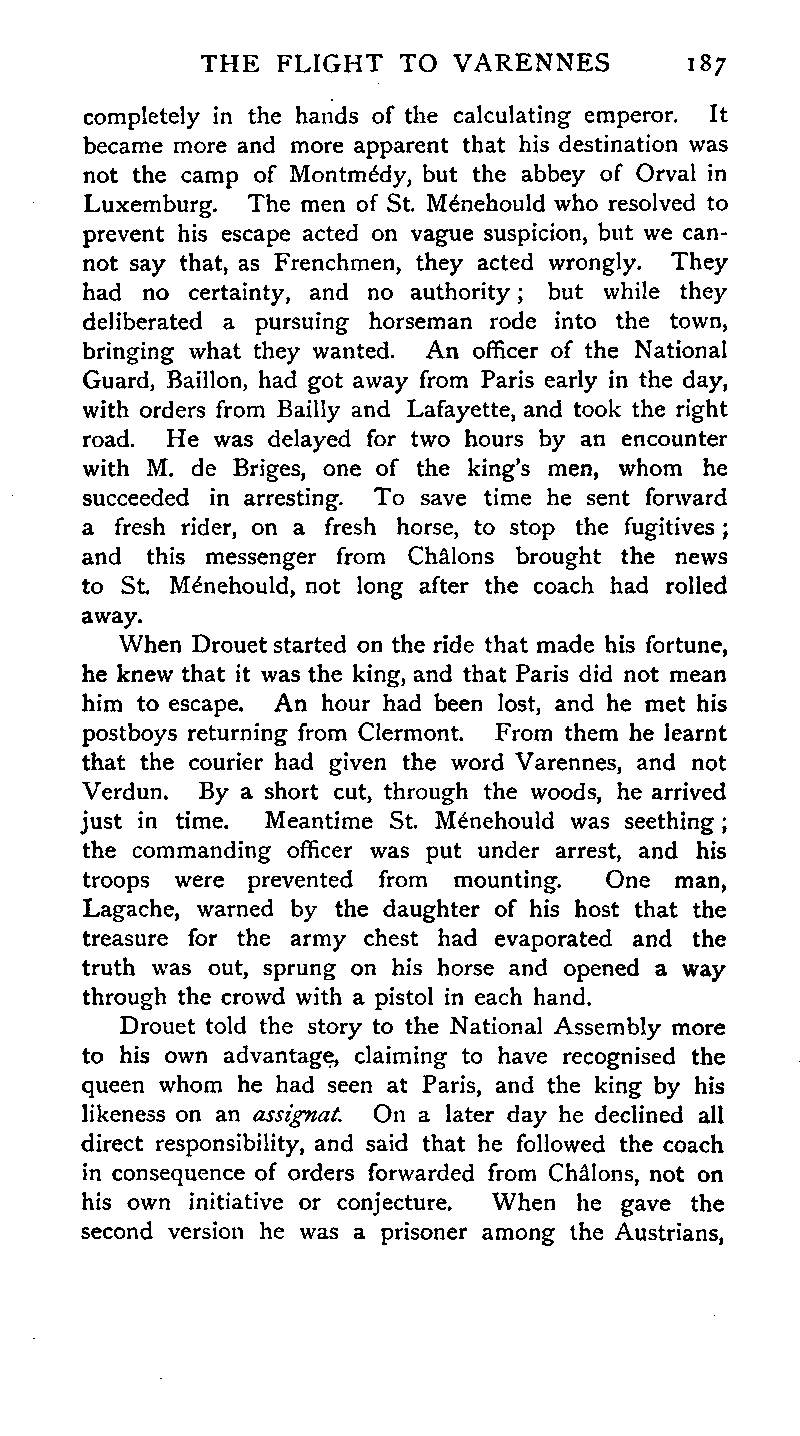 THE FLIGHT TO VARENNES 187
completely in the hands of the calculating emperor. It
became more and more apparent that his destination was
not the camp of Montmédy, but the abbey of Orval in
Luxemburg. The men of St. Ménehould who resolved to
prevent his escape acted on vague suspicion, but we can-
not say that, as Frenchmen, they acted wrongly. They
had no certainty, and no authority; but while they
deliberated a pursuing horseman rode into the town,
bringing what they wanted. An officer of the National
Guard, Baillon, had got away from Paris early in the day,
with orders from Bailly and Lafayette, and took the right
road. He was delayed for two hours by an encounter
with M. de Briges, one of the king's men, whom he
succeeded in arresting. To save time he sent forward
a fresh rider, on a fresh horse, to stop the fugitives;
and this messenger from Châlons brought the news
to St. Ménehould, not long after the coach had rolled
away.
When Drouet started on the ride that made his fortune,
he knew that it was the king, and that Paris did not mean
him to escape. An hour had been lost, and he met his
postboys returning from Clermont. From them he learnt
that the courier had given the word Varennes, and not
Verdun. By a short cut, through the woods, he arrived
just in time. Meantime St. Ménehould was seething;
the commanding officer was put under arrest, and his
troops were prevented from mounting. One man,
Lagache, warned by the daughter of his host that the
treasure for the army chest had evaporated and the
truth was out, sprung on his horse and opened a way
through the crowd with a pistol in each hand.
Drouet told the story to the National Assembly more
to his own advantage, claiming to have recognised the
queen whom he had seen at Paris, and the king by his
likeness on an assignat. On a later day he declined all
direct responsibility, and said that he followed the coach
in consequence of orders forwarded from Châlons, not on
his own initiative or conjecture. When he gave the
second version he was a prisoner among the Austrians,